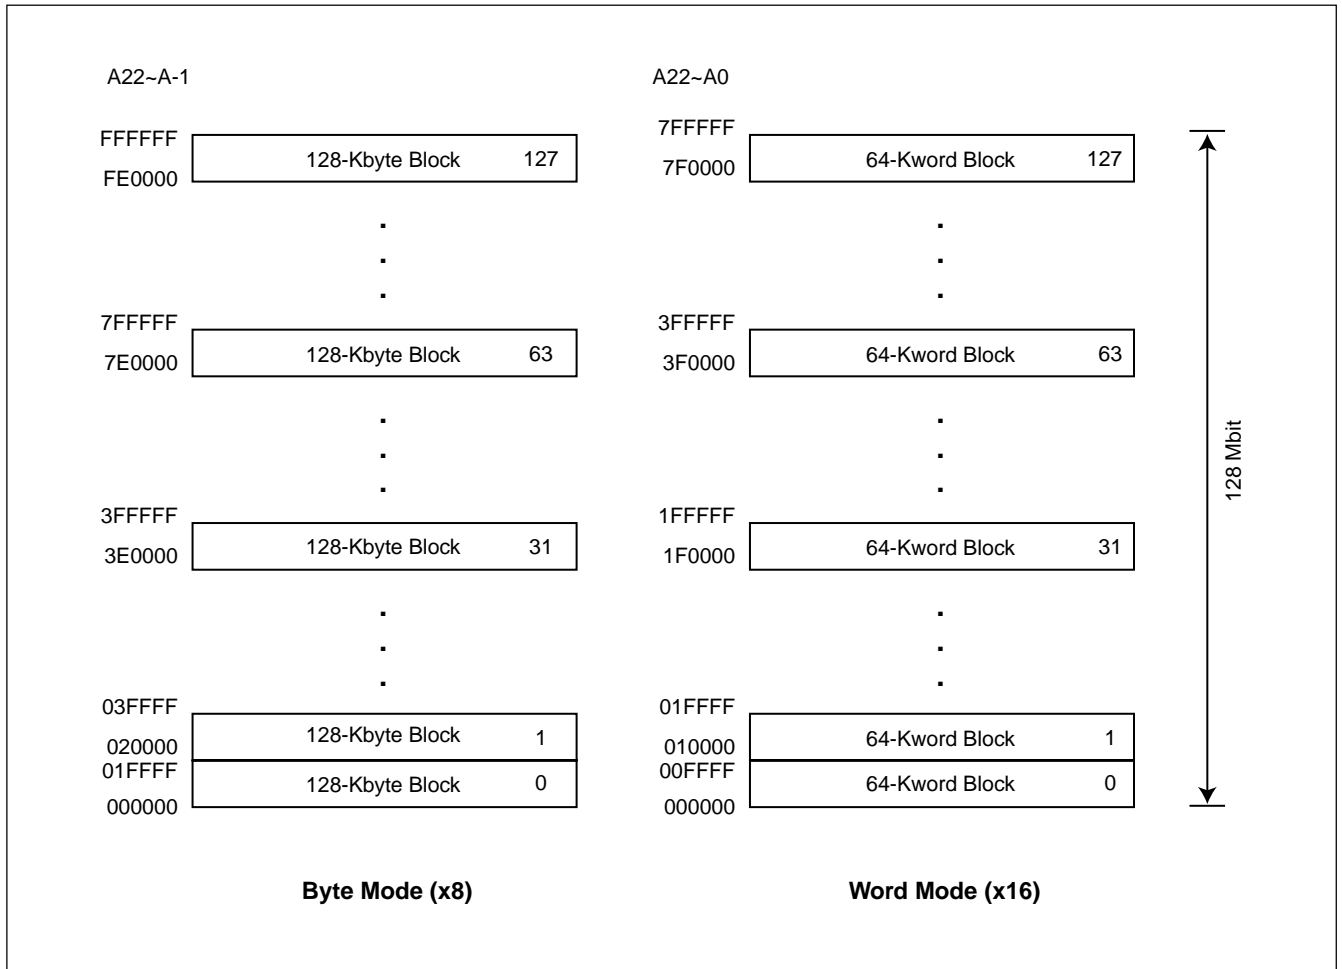 A22~A-1
FFFFFF
128-Kbyte Block 127
FE0000
7FFFFF
128-Kbyte Block 63
7E0000
3FFFFF
128-Kbyte Block 31
3E0000
03FFFF
128-Kbyte Block 1
020000
01FFFF
128-Kbyte Block 0
000000
Byte Mode (x8)
A22~A0
7FFFFF
64-Kword Block 127
7F0000
3FFFFF
64-Kword Block 63
3F0000
1FFFFF
64-Kword Block 31
1F0000
01FFFF
64-Kword Block 1
010000
00FFFF
64-Kword Block 0
000000
Word Mode (x16)
128 Mbit